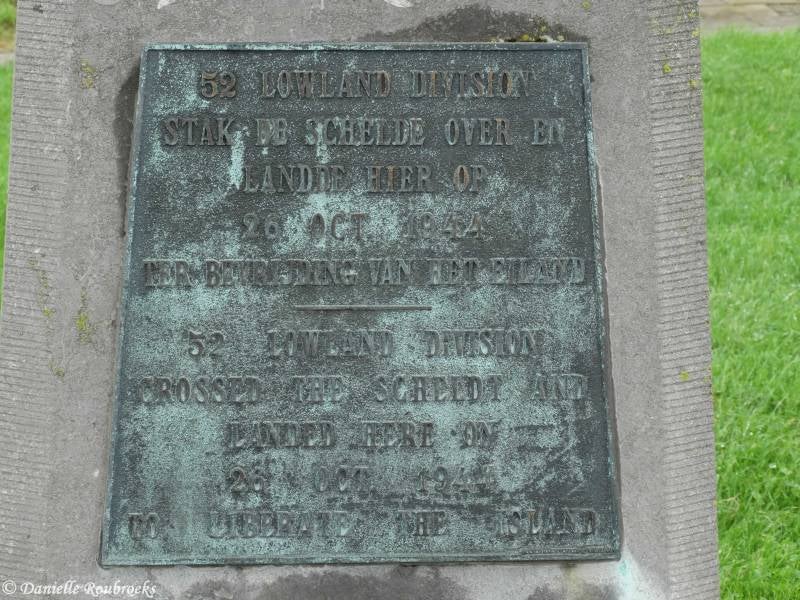 52 LOWLAND DIVISION
STAK DE SCHELDE OVER EN
LANDDE HIER OP
26 OCT 1944
TER BEVRIJDING VAN HET EILAND
52 LOWLAND DIVISION
CROSSED THE SCHELDT AND
LANDED HERE ON
26 OCT 1944
TO LIBERATE THE ISLAND
© Danielle Roubroeks